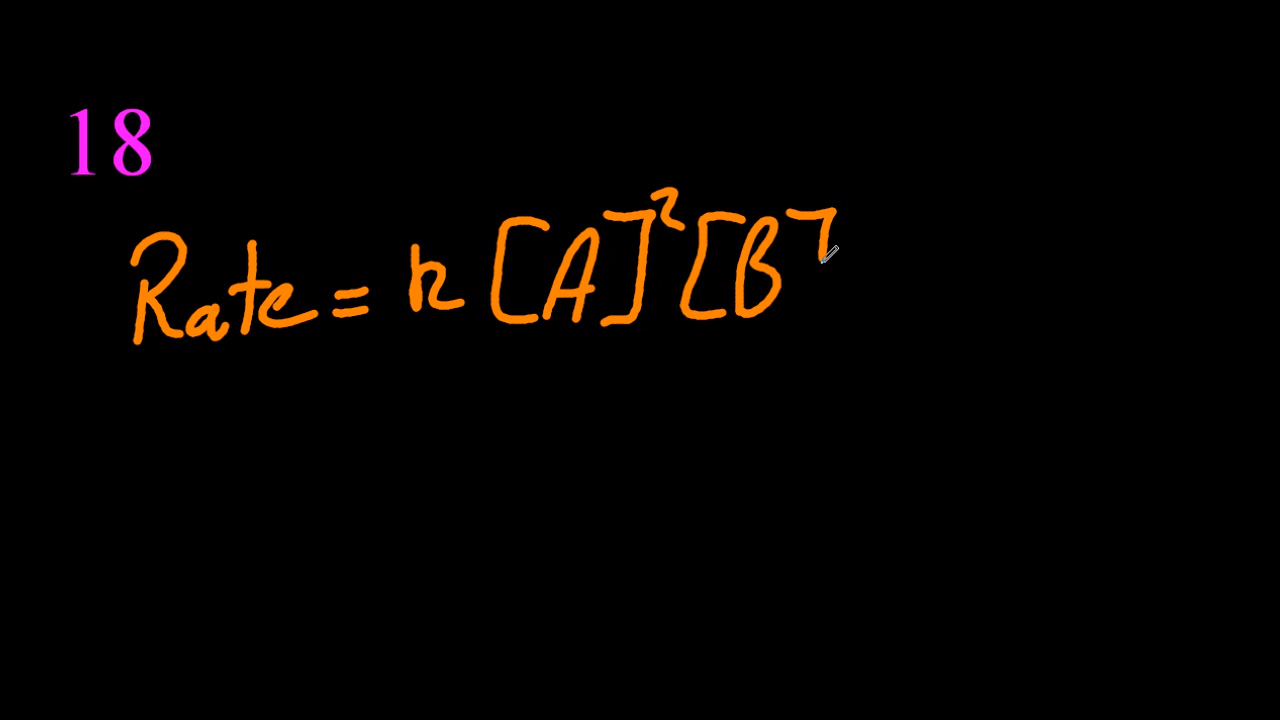 18
Rate = k [A]² [B]